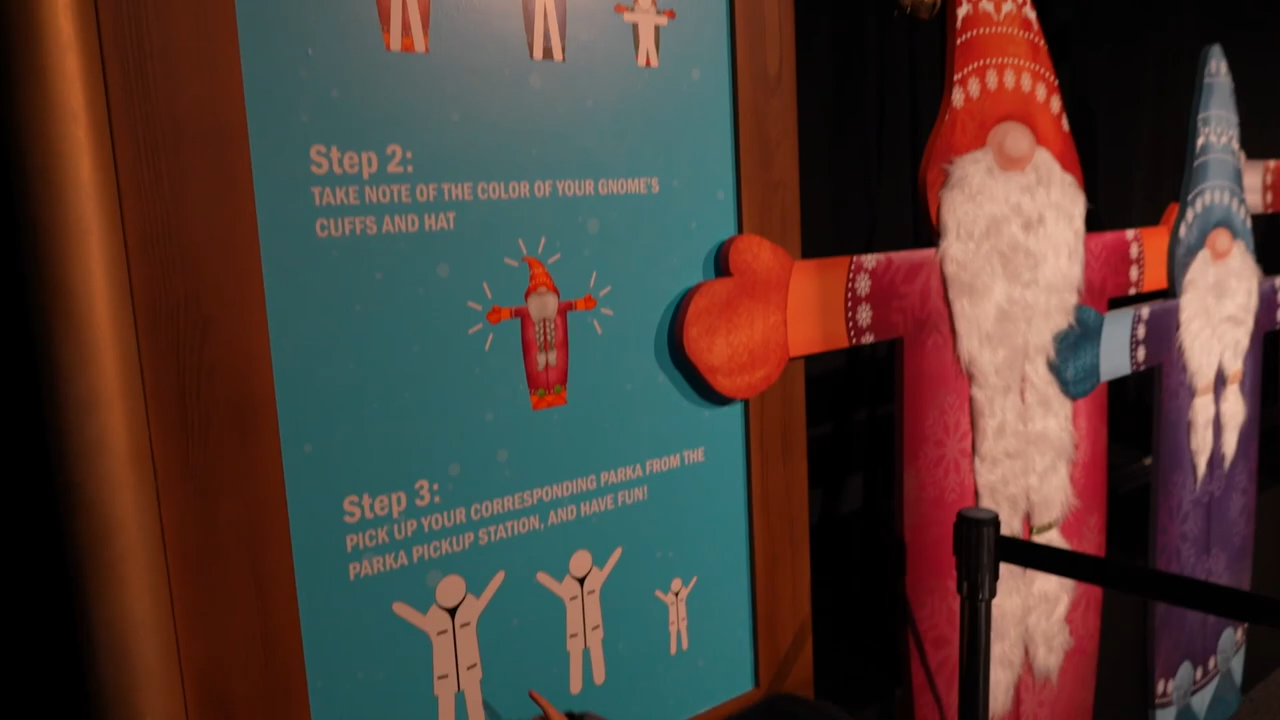 Step 2:
TAKE NOTE OF THE COLOR OF YOUR GNOME'S
CUFFS AND HAT
Step 3:
PICK UP YOUR CORRESPONDING PARKA FROM THE
PARKA PICKUP STATION, AND HAVE FUN!